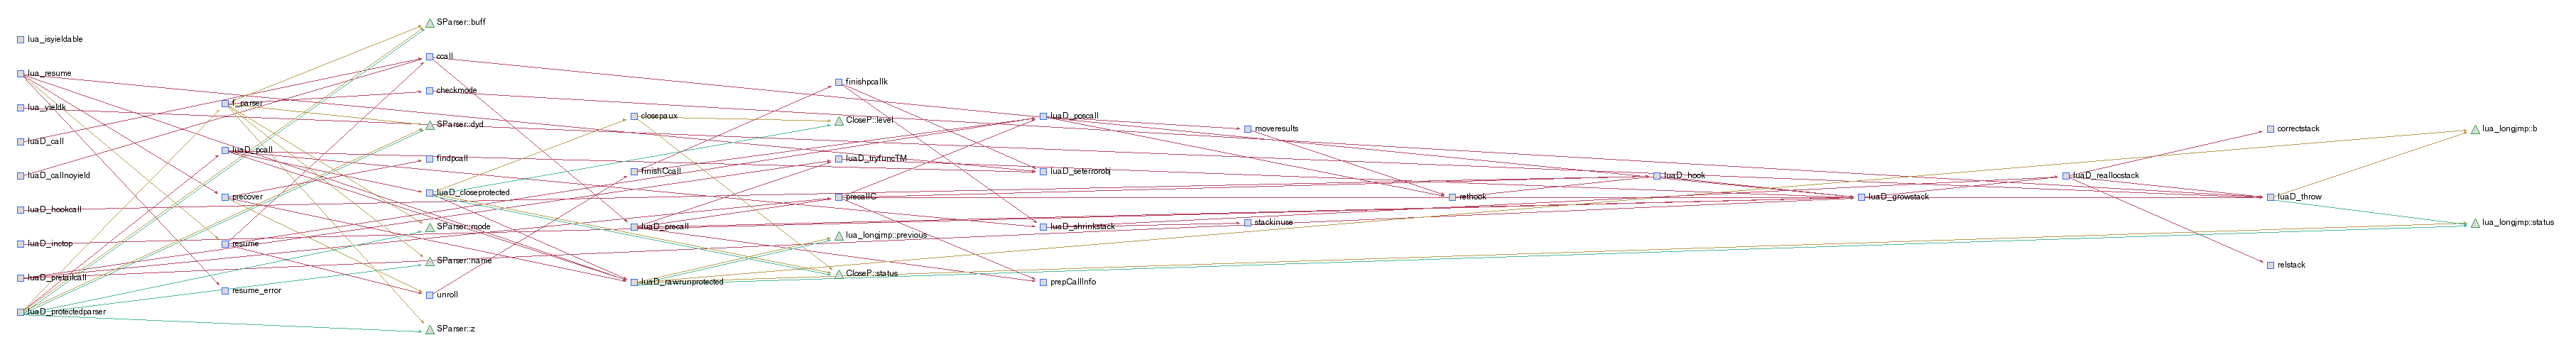 lua_isyieldable
lua_resume
lua_yieldk
luaD_call
luaD_callnoyield
luaD_hookcall
luaD_inctop
luaD_pretailcall
luaD_protectedparser
f_parser
luaD_pcall
precover
resume
resume_error
SParser::buff
ccall
checkmode
SParser::dyd
findpcall
luaD_closeprotected
SParser::mode
SParser::name
unroll
SParser::z
closepaux
finishCcall
luaD_precall
luaD_rawrunprotected
finishpcallk
CloseP::level
luaD_tryfuncTM
precallC
lua_longjmp::previous
CloseP::status
luaD_poscall
luaD_seterrorobj
luaD_shrinkstack
prepCallInfo
moveresults
stackinuse
rethook
luaD_hook
luaD_growstack
luaD_reallocstack
correctstack
luaD_throw
relstack
lua_longjmp::b
lua_longjmp::status